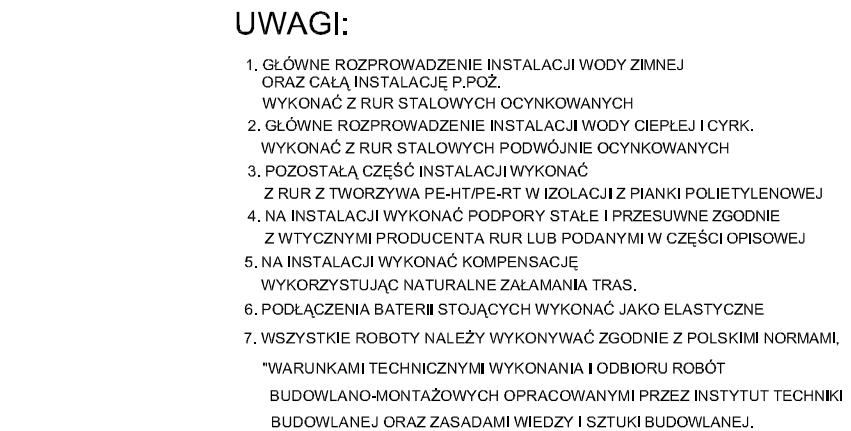 UWAGI:
1. GŁÓWNE ROZPROWADZENIE INSTALACJI WODY ZIMNEJ
ORAZ CAŁĄ INSTALACJĘ P.POŻ.
WYKONAĆ Z RUR STALOWYCH OCYNKOWANYCH
2. GŁÓWNE ROZPROWADZENIE INSTALACJI WODY CIEPŁEJ I CYRK.
WYKONAĆ Z RUR STALOWYCH PODWÓJNIE OCYNKOWANYCH
3. POZOSTAŁĄ CZĘŚĆ INSTALACJI WYKONAĆ
Z RUR Z TWORZYWA PE-HT/PE-RT W IZOLACJI Z PIANKI POLIETYLENOWEJ
4. NA INSTALACJI WYKONAĆ PODPORY STAŁE I PRZESUWNE ZGODNIE
Z WTYCZNYMI PRODUCENTA RUR LUB PODANYMI W CZĘŚCI OPISOWEJ
5. NA INSTALACJI WYKONAĆ KOMPENSACJĘ
WYKORZYSTUJĄC NATURALNE ZAŁAMANIA TRAS.
6. PODŁĄCZENIA BATERII STOJĄCYCH WYKONAĆ JAKO ELASTYCZNE
7. WSZYSTKIE ROBOTY NALEŻY WYKONYWAĆ ZGODNIE Z POLSKIMI NORMAMI,
"WARUNKAMI TECHNICZNYMI WYKONANIA I ODBIORU ROBÓT
BUDOWLANO-MONTAŻOWYCH OPRACOWANYMI PRZEZ INSTYTUT TECHNIKI
BUDOWLANEJ ORAZ ZASADAMI WIEDZY I SZTUKI BUDOWLANEJ.